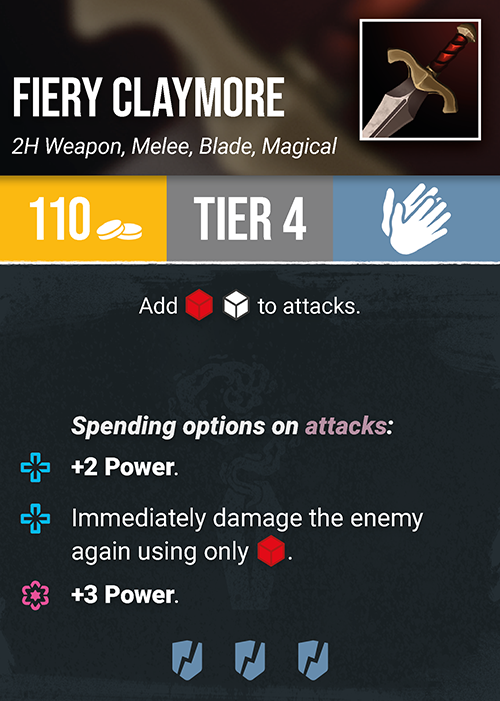 FIERY CLAYMORE
2H Weapon, Melee, Blade, Magical
110
TIER 4
Add to attacks.
Spending options on attacks:
+2 Power.
Immediately damage the enemy
again using only .
+3 Power.